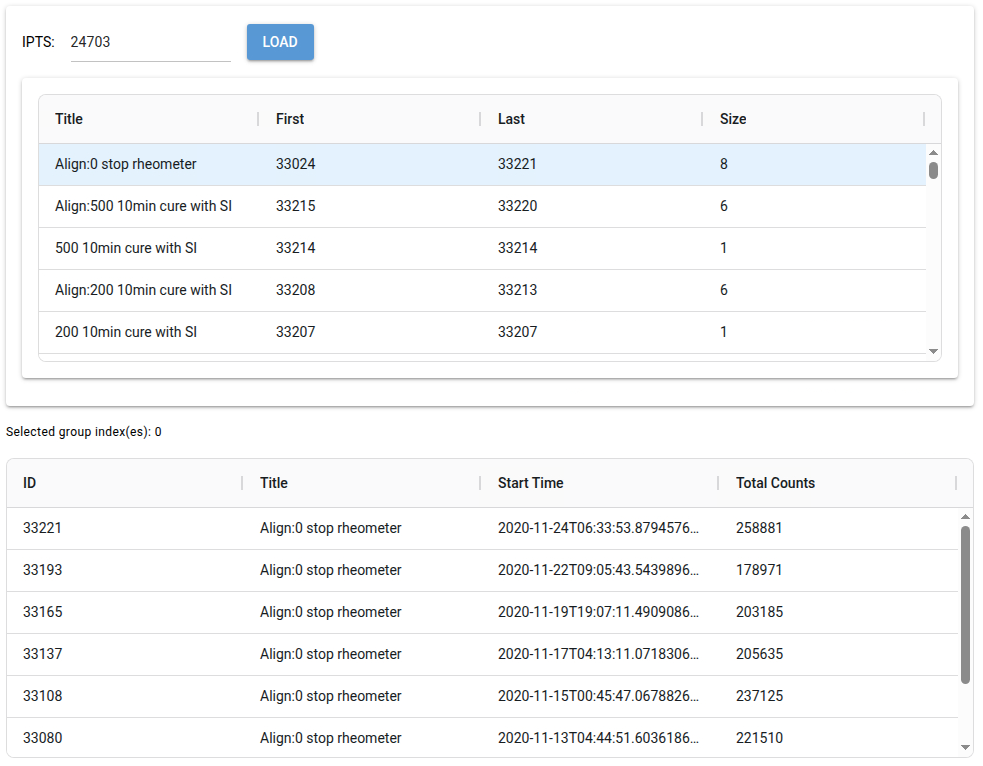 IPTS: 24703 LOAD
Title First Last Size
Align:0 stop rheometer 33024 33221 8
Align:500 10min cure with SI 33215 33220 6
500 10min cure with SI 33214 33214 1
Align:200 10min cure with SI 33208 33213 6
200 10min cure with SI 33207 33207 1
Selected group index(es): 0
ID Title Start Time Total Counts
33221 Align:0 stop rheometer 2020-11-24T06:33:53.8794576... 258881
33193 Align:0 stop rheometer 2020-11-22T09:05:43.5439896... 178971
33165 Align:0 stop rheometer 2020-11-19T19:07:11.4909086... 203185
33137 Align:0 stop rheometer 2020-11-17T04:13:11.0718306... 205635
33108 Align:0 stop rheometer 2020-11-15T00:45:47.0678826... 237125
33080 Align:0 stop rheometer 2020-11-13T04:44:51.6036186... 221510